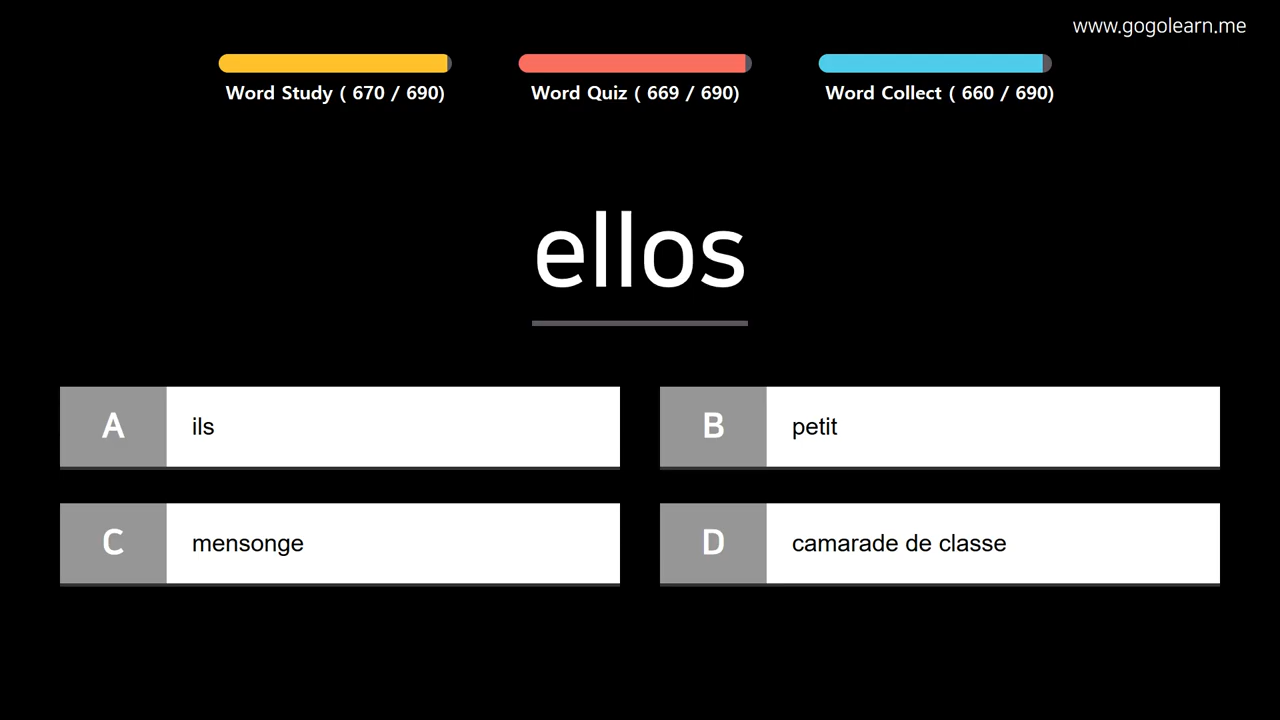 www.gogolearn.me
Word Study ( 670 / 690)
Word Quiz ( 669 / 690)
Word Collect ( 660 / 690)
ellos
A ils
B petit
C mensonge
D camarade de classe